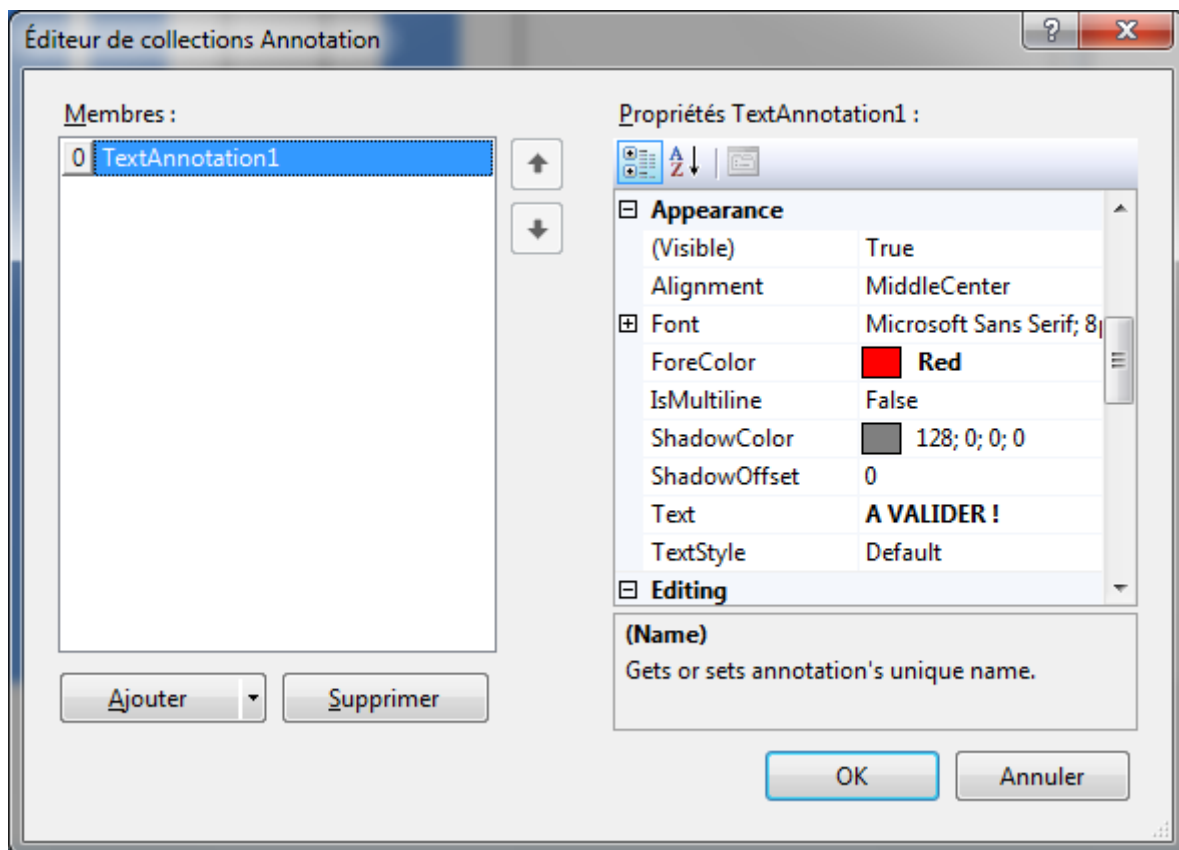 Éditeur de collections Annotation
Membres :
0 TextAnnotation1
Ajouter
Supprimer
Propriétés TextAnnotation1 :
Appearance
(Visible) True
Alignment MiddleCenter
Font Microsoft Sans Serif; 8
ForeColor Red
IsMultiline False
ShadowColor 128; 0; 0; 0
ShadowOffset 0
Text A VALIDER !
TextStyle Default
Editing
(Name)
Gets or sets annotation's unique name.
OK
Annuler